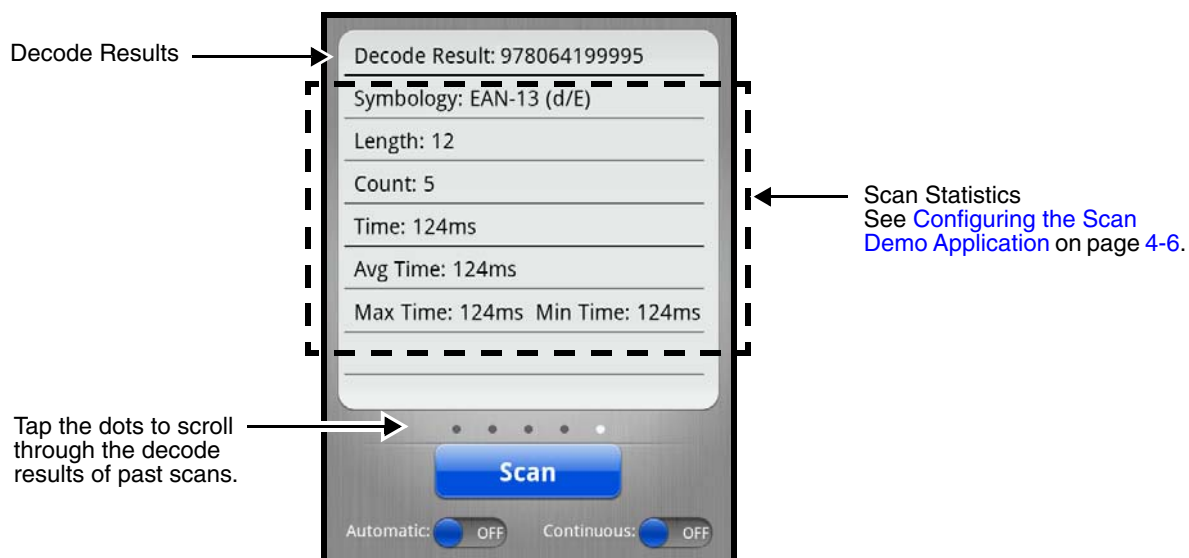 Decode Results
Decode Result: 978064199995
Symbology: EAN-13 (d/E)
Length: 12
Count: 5
Time: 124ms
Avg Time: 124ms
Max Time: 124ms Min Time: 124ms
Scan Statistics
See Configuring the Scan
Demo Application on page 4-6.
Tap the dots to scroll
through the decode
results of past scans.
Scan
Automatic: OFF Continuous: OFF